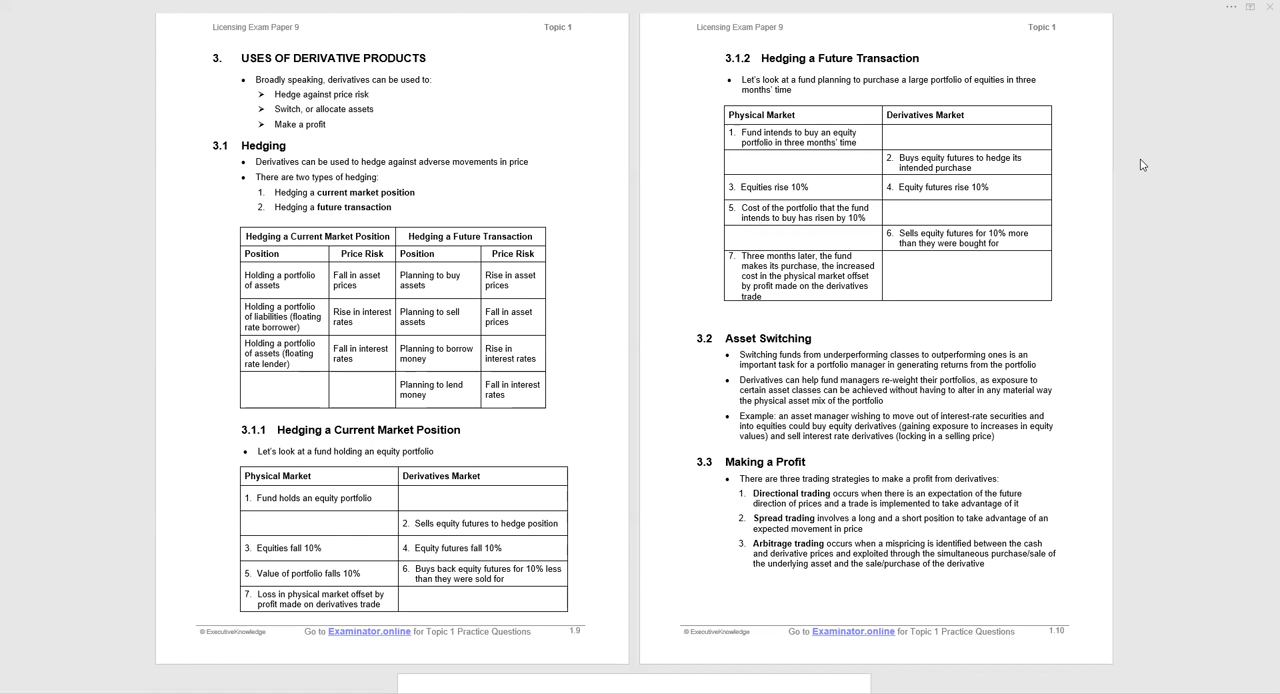 Licensing Exam Paper 9 Topic 1
3. USES OF DERIVATIVE PRODUCTS
• Broadly speaking, derivatives can be used to:
➢ Hedge against price risk
➢ Switch, or allocate assets
➢ Make a profit
3.1 Hedging
• Derivatives can be used to hedge against adverse movements in price
• There are two types of hedging:
1. Hedging a current market position
2. Hedging a future transaction
Hedging a Current Market Position Hedging a Future Transaction
Position Price Risk Position Price Risk
Holding a portfolio Fall in asset Planning to buy Rise in asset
of assets prices assets prices
Holding a portfolio
of liabilities (floating Rise in interest Planning to sell Fall in asset
rate borrower) rates assets prices
Holding a portfolio
of assets (floating Fall in interest Planning to borrow Rise in
rate lender) rates money interest rates
Planning to lend Fall in interest
money rates
3.1.1 Hedging a Current Market Position
• Let's look at a fund holding an equity portfolio
Physical Market Derivatives Market
1. Fund holds an equity portfolio
2. Sells equity futures to hedge position
3. Equities fall 10% 4. Equity futures fall 10%
5. Value of portfolio falls 10% 6. Buys back equity futures for 10% less
than they were sold for
7. Loss in physical market offset by
profit made on derivatives trade
© ExecutiveKnowledge Go to Examinator.online for Topic 1 Practice Questions 1.9
Licensing Exam Paper 9 Topic 1
3.1.2 Hedging a Future Transaction
• Let's look at a fund planning to purchase a large portfolio of equities in three
months' time
Physical Market Derivatives Market
1. Fund intends to buy an equity
portfolio in three months' time
2. Buys equity futures to hedge its
intended purchase
3. Equities rise 10% 4. Equity futures rise 10%
5. Cost of the portfolio that the fund
intends to buy has risen by 10%
6. Sells equity futures for 10% more
than they were bought for
7. Three months later, the fund
makes its purchase, the increased
cost in the physical market offset
by profit made on the derivatives
trade
3.2 Asset Switching
• Switching funds from underperforming classes to outperforming ones is an
important task for a portfolio manager in generating returns from the portfolio
• Derivatives can help fund managers re-weight their portfolios, as exposure to
certain asset classes can be achieved without having to alter in any material way
the physical asset mix of the portfolio
• Example: an asset manager wishing to move out of interest-rate securities and
into equities could buy equity derivatives (gaining exposure to increases in equity
values) and sell interest rate derivatives (locking in a selling price)
3.3 Making a Profit
• There are three trading strategies to make a profit from derivatives:
1. Directional trading occurs when there is an expectation of the future
direction of prices and a trade is implemented to take advantage of it
2. Spread trading involves a long and a short position to take advantage of an
expected movement in price
3. Arbitrage trading occurs when a mispricing is identified between the cash
and derivative prices and exploited through the simultaneous purchase/sale of
the underlying asset and the sale/purchase of the derivative
© ExecutiveKnowledge Go to Examinator.online for Topic 1 Practice Questions 1.10